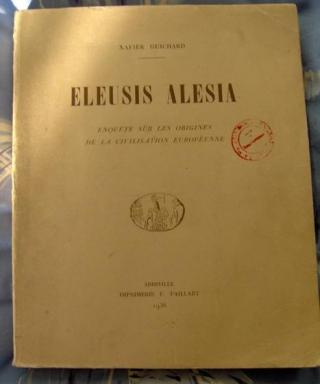 XAVIER GUICHARD
ELEUSIS ALESIA
ENQUÊTE SUR LES ORIGINES
DE LA CIVILISATION EUROPÉENNE
ABBEVILLE
IMPRIMERIE F. PAILLART
1936